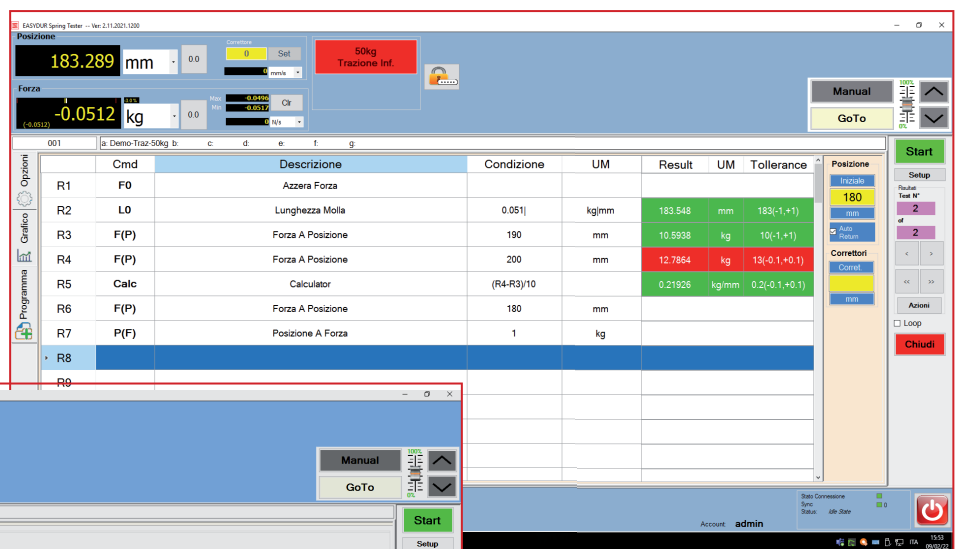 EASYDUR Spring Tester -- Ver: 2.11.2021.1200
Posizione
183.289 mm 0.0
Correttore
0 Set
0 mm/s
50kg
Trazione Inf.
Forza
-0.0512 kg 0.0
(-0.0512)
Max. -0.0496
Min -0.0517
Clr
0 N/s
Manual
GoTo
100%
0%
001 a: Demo-Traz-50kg b: c: d: e: f: g:
Opzioni
Grafico
Programma
Cmd Descrizione Condizione UM Result UM Tollerance
R1 F0 Azzera Forza
R2 L0 Lunghezza Molla 0.051 kg|mm 183.548 mm 183(-1,+1)
R3 F(P) Forza A Posizione 190 mm 10.5938 kg 10(-1,+1)
R4 F(P) Forza A Posizione 200 mm 12.7864 kg 13(-0.1,+0.1)
R5 Calc Calculator (R4-R3)/10 0.21926 kg/mm 0.2(-0.1,+0.1)
R6 F(P) Forza A Posizione 180 mm
R7 P(F) Posizione A Forza 1 kg
R8
R9
Posizione
Iniziale
180
mm
Auto Return
Correttori
Corret.
mm
Start
Setup
Risultati
Test N°
2
of
2
< >
<< >>
Azioni
Loop
Chiudi
Manual
GoTo
100%
0%
Start
Setup
Stato Connessione
Sync 0
Status: Idle State
Account admin
ITA 15:53
09/02/22